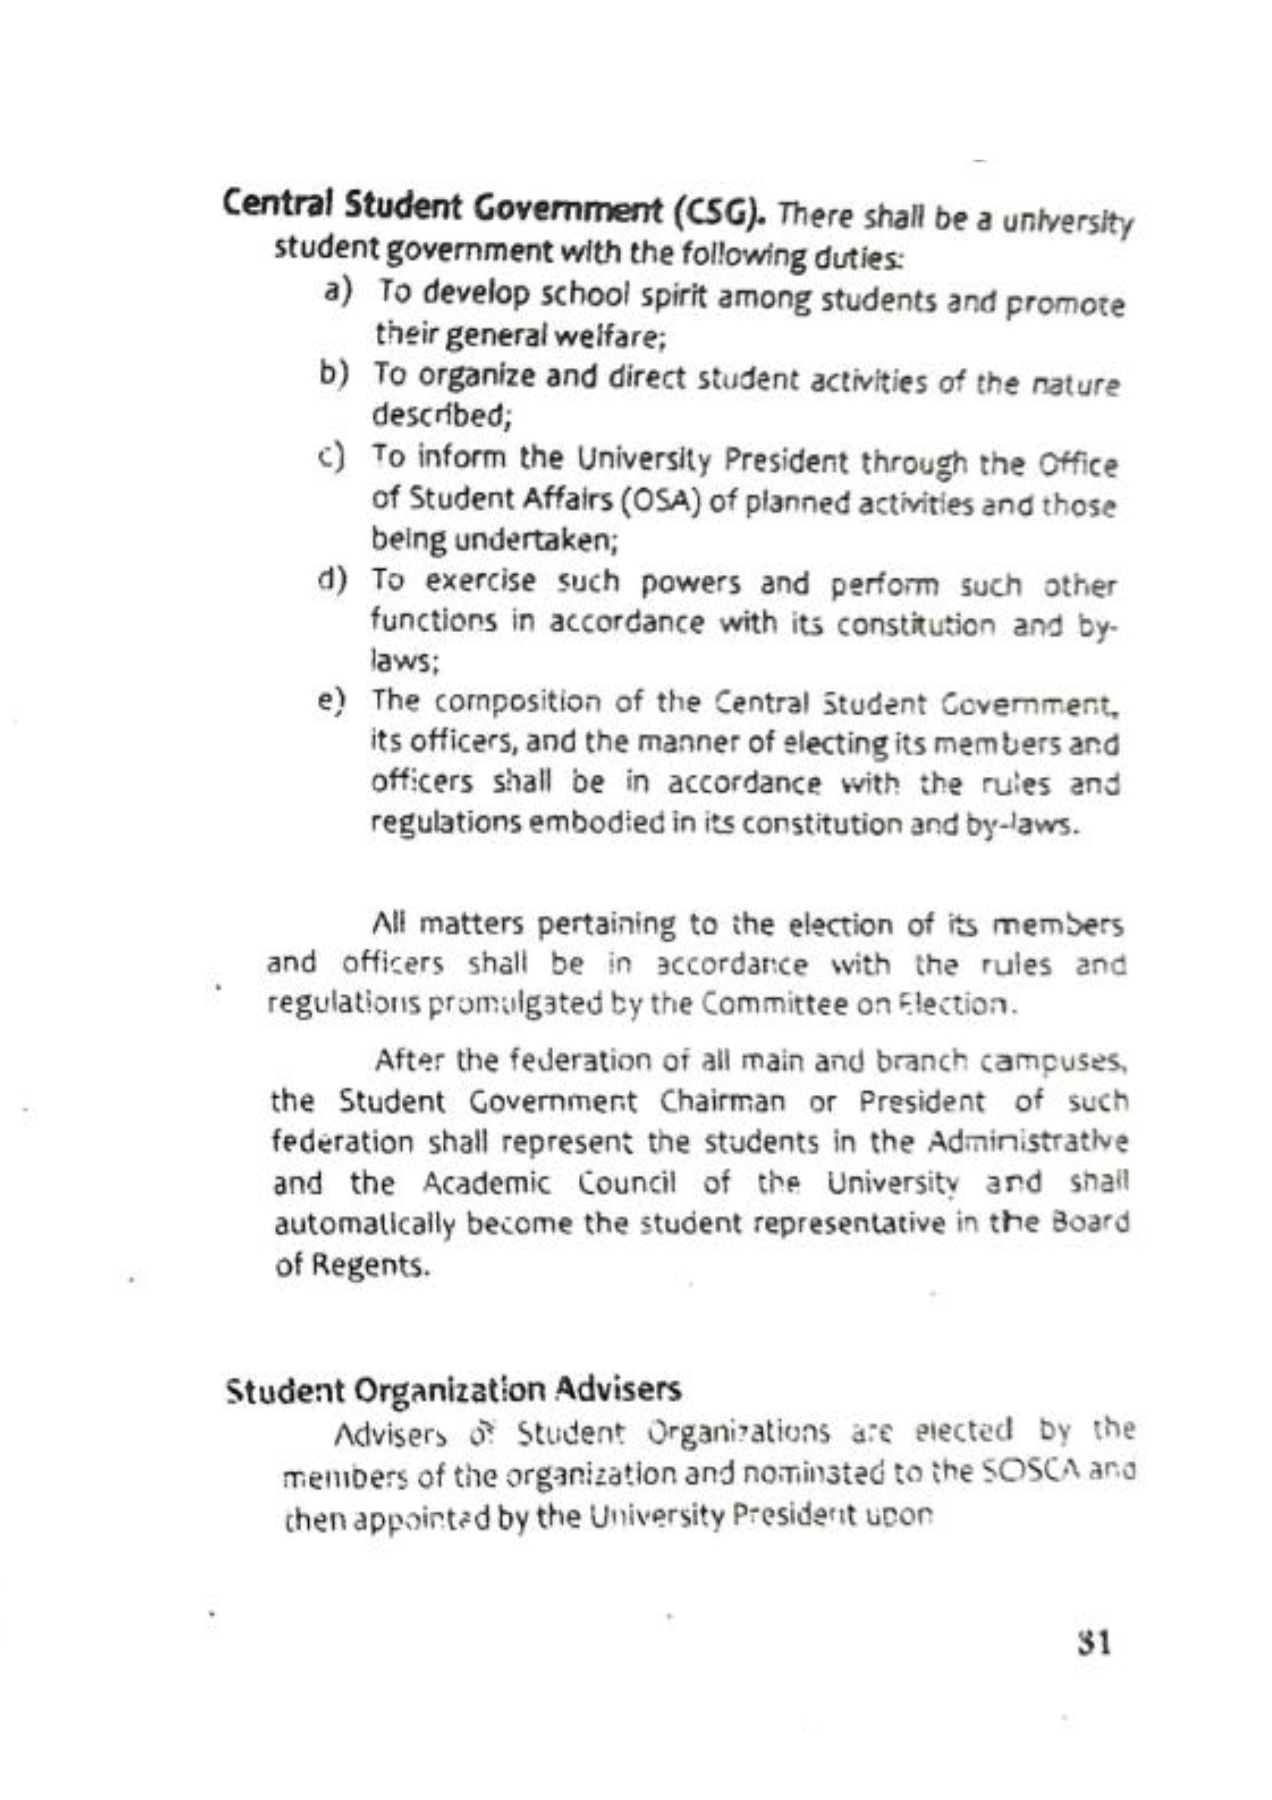 Central Student Government (CSG). There shall be a university
student government with the following duties:
a) To develop school spirit among students and promote
their general welfare;
b) To organize and direct student activities of the nature
described;
c) To inform the University President through the Office
of Student Affairs (OSA) of planned activities and those
being undertaken;
d) To exercise such powers and perform such other
functions in accordance with its constitution and by-
laws;
e) The composition of the Central Student Government,
its officers, and the manner of electing its members and
officers shall be in accordance with the rules and
regulations embodied in its constitution and by-laws.
All matters pertaining to the election of its members
and officers shall be in accordance with the rules and
regulations promulgated by the Committee on Election.
After the federation of all main and branch campuses,
the Student Government Chairman or President of such
federation shall represent the students in the Administrative
and the Academic Council of the University and shall
automatically become the student representative in the Board
of Regents.
Student Organization Advisers
Advisers of Student Organizations are elected by the
members of the organization and nominated to the SOSCA and
then appointed by the University President upon
31